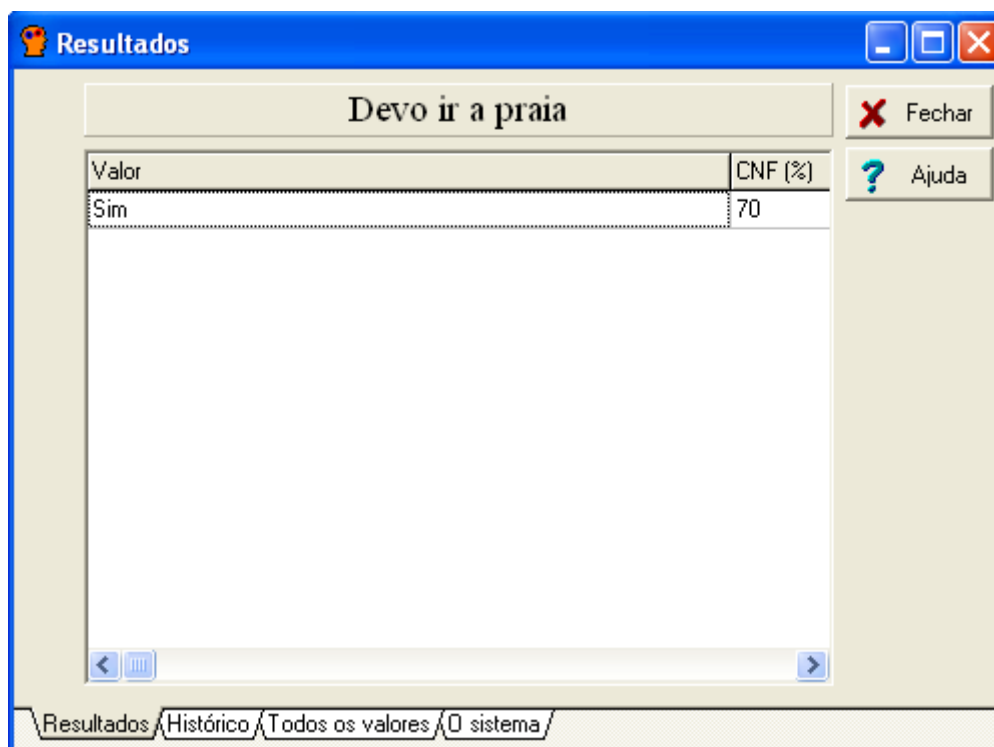 Resultados
Devo ir a praia
Fechar
Valor CNF (%)
Ajuda
Sim 70
Resultados Histórico Todos os valores O sistema